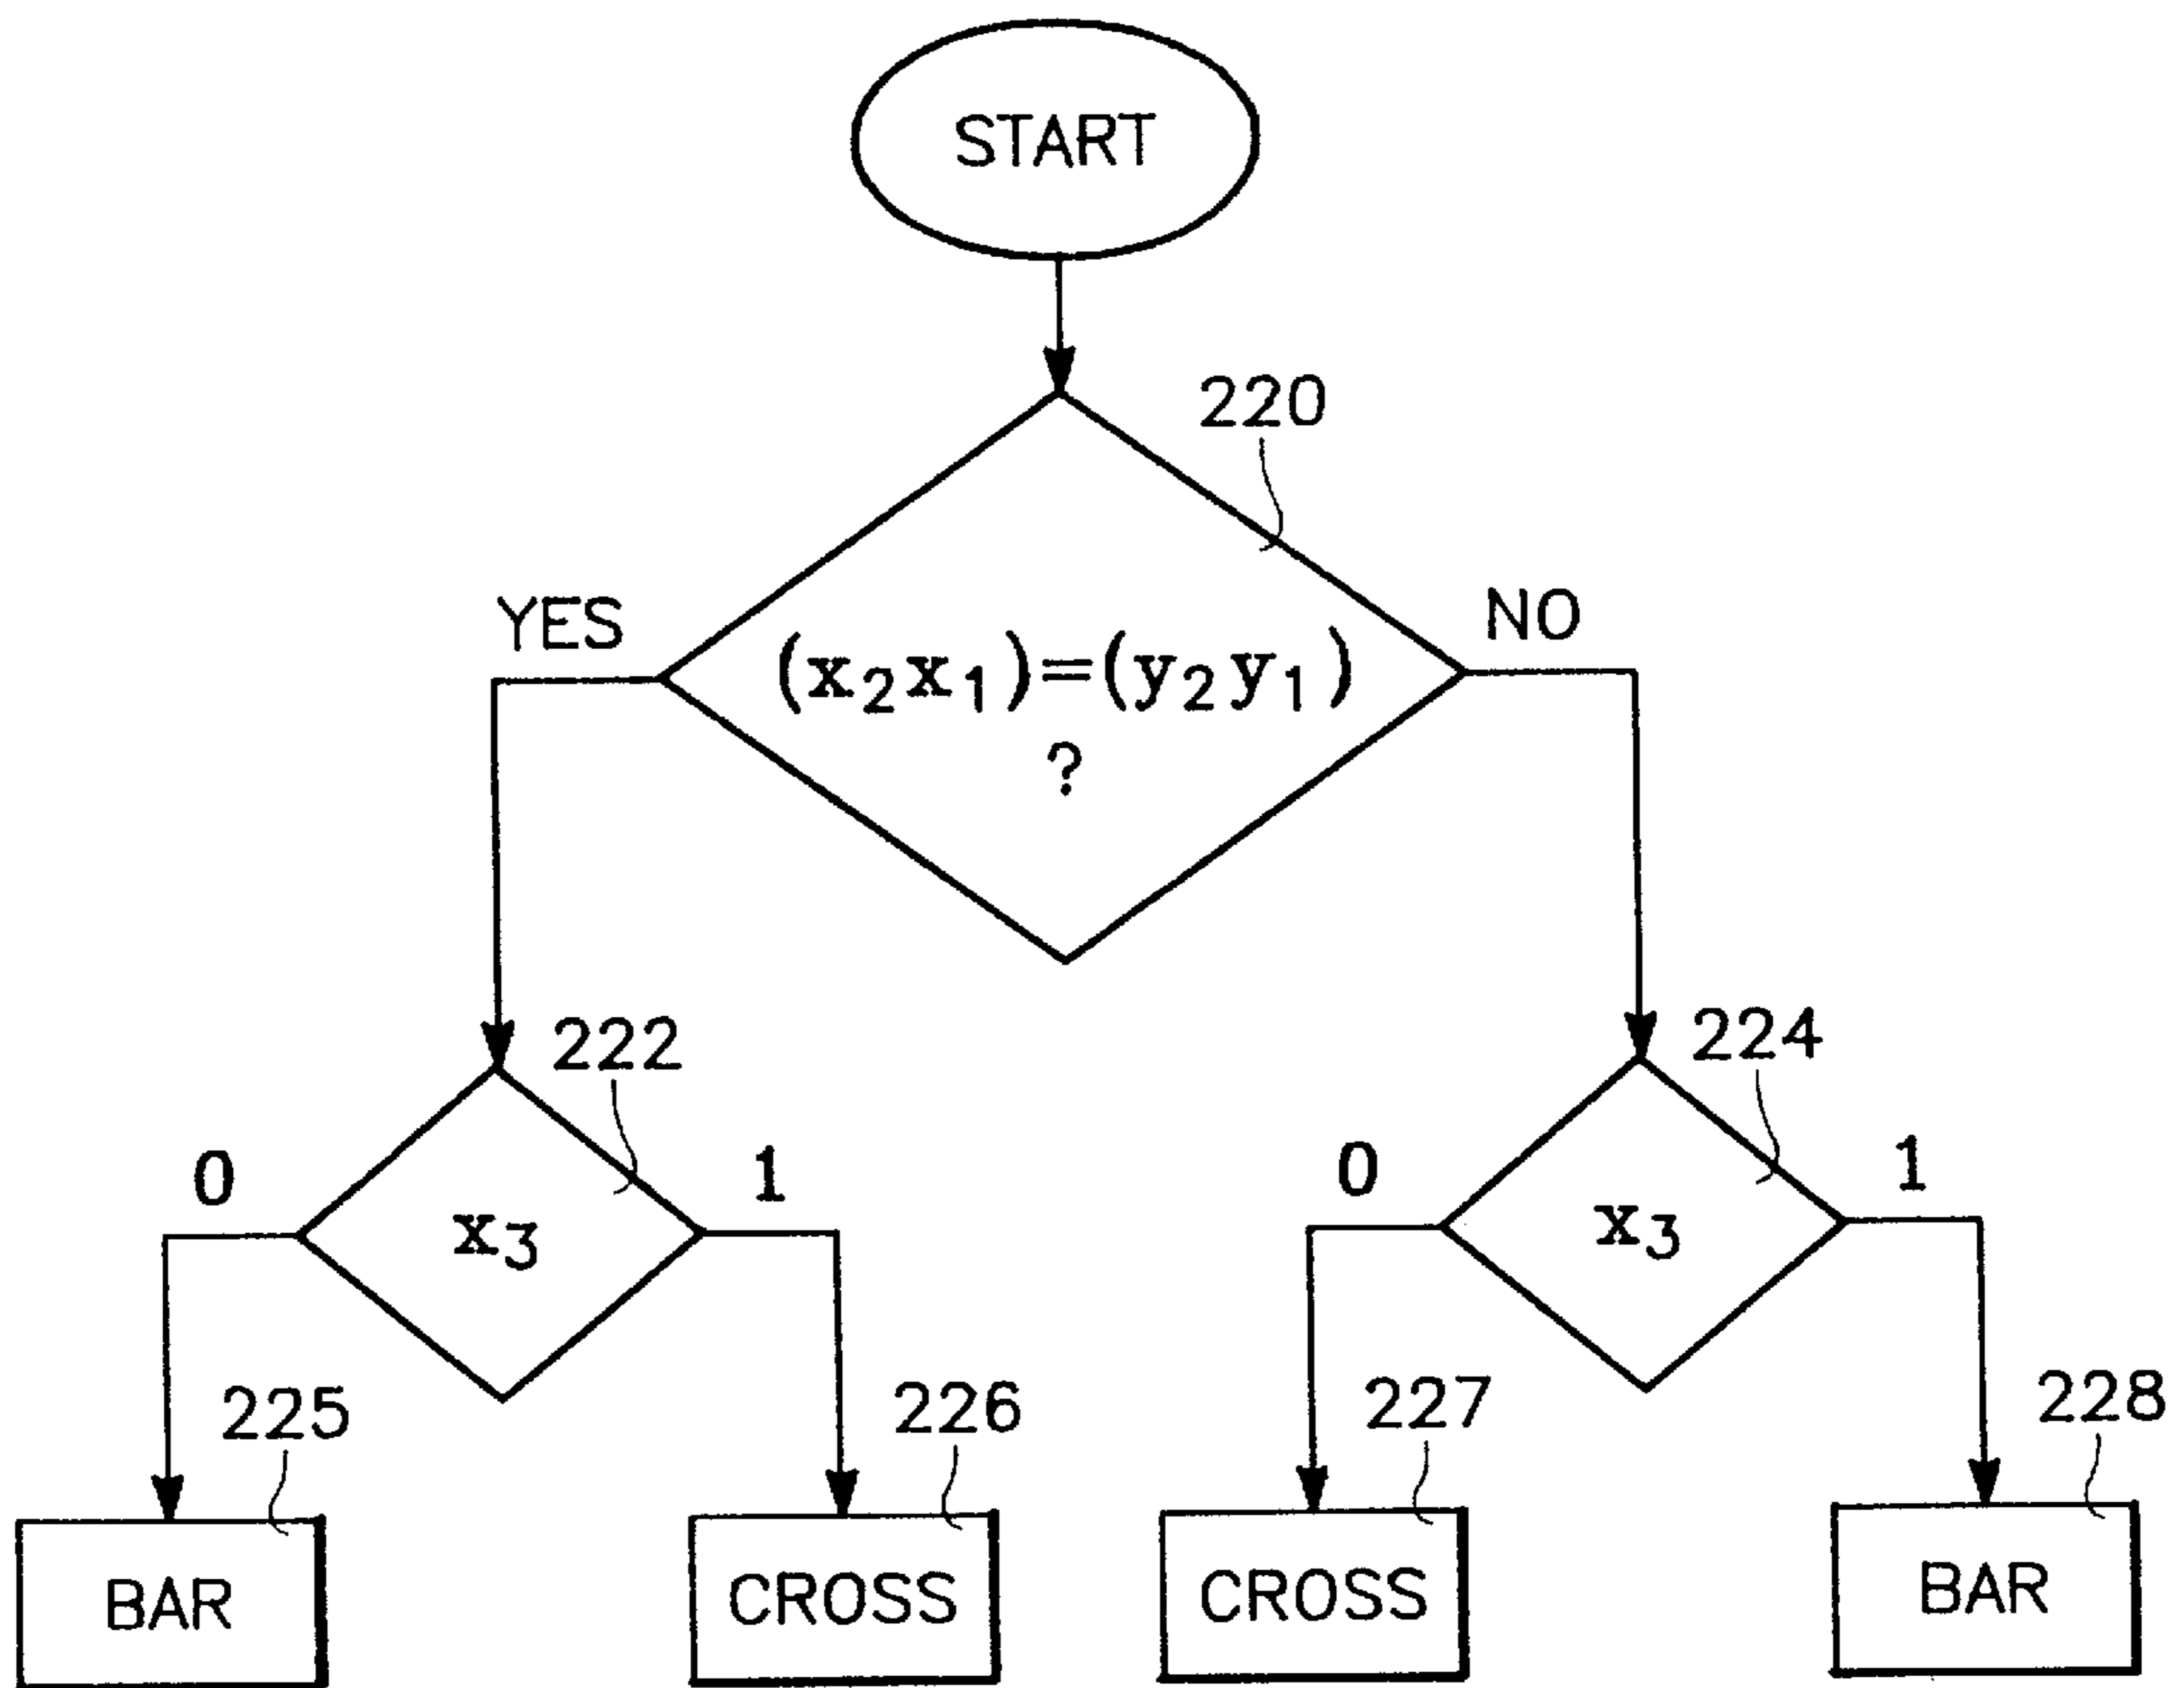 START
220
YES
NO
(x₂x₁)=(y₂y₁)
?
222
224
0
1
0
1
x₃
x₃
225
226
227
228
BAR
CROSS
CROSS
BAR